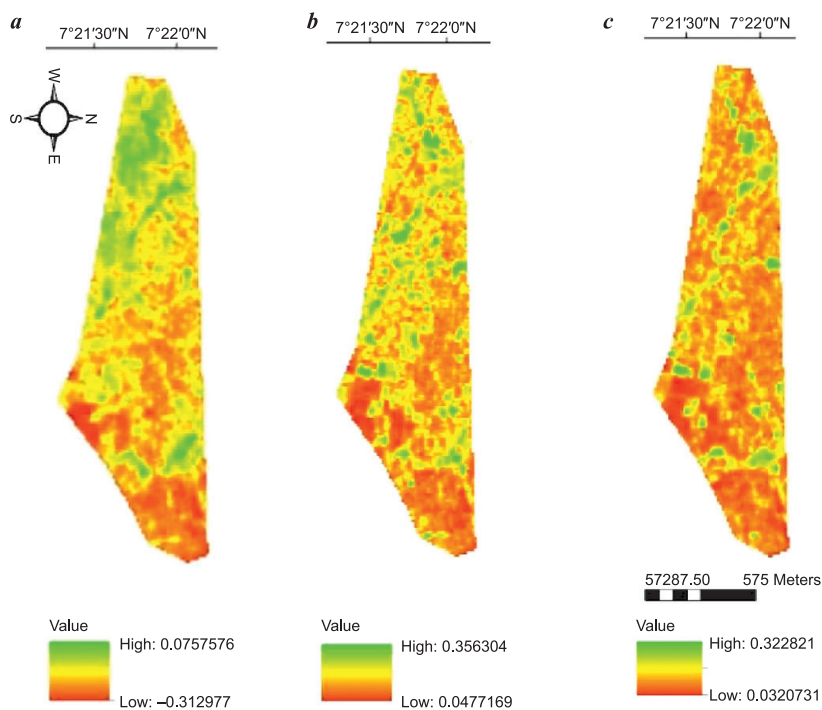 a
7°21′30″N 7°22′0″N
b
7°21′30″N 7°22′0″N
c
7°21′30″N 7°22′0″N
W
S N
E
57287.50 575 Meters
Value
High: 0.0757576
Low: –0.312977
Value
High: 0.356304
Low: 0.0477169
Value
High: 0.322821
Low: 0.0320731